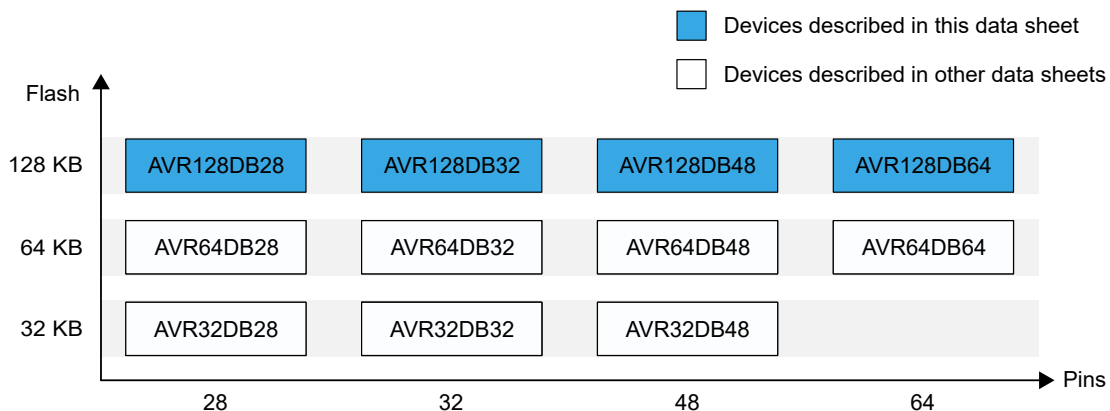 Devices described in this data sheet
Devices described in other data sheets
Flash
128 KB
AVR128DB28
AVR128DB32
AVR128DB48
AVR128DB64
64 KB
AVR64DB28
AVR64DB32
AVR64DB48
AVR64DB64
32 KB
AVR32DB28
AVR32DB32
AVR32DB48
Pins
28
32
48
64